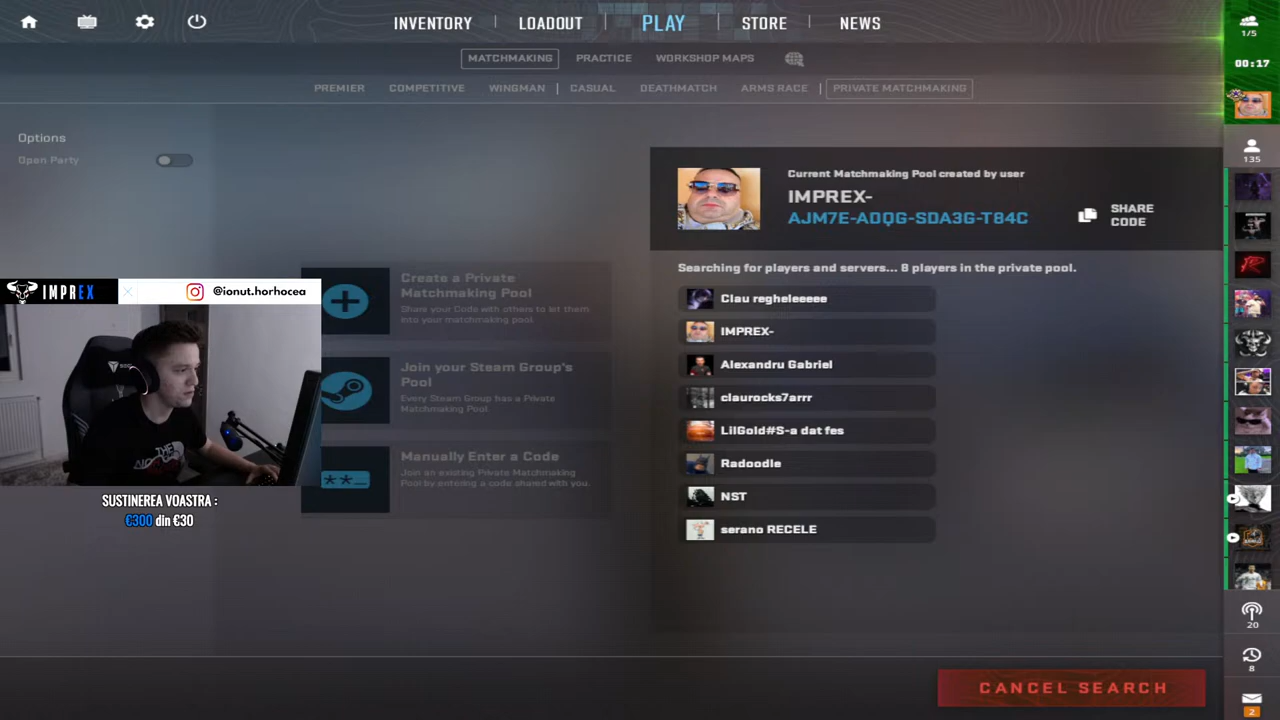 INVENTORY
LOADOUT
PLAY
STORE
NEWS
1/5
MATCHMAKING
PRACTICE
WORKSHOP MAPS
00:17
PREMIER
COMPETITIVE
WINGMAN
CASUAL
DEATHMATCH
ARMS RACE
PRIVATE MATCHMAKING
Options
Open Party
135
Current Matchmaking Pool created by user
IMPREX-
AJM7E-ADQG-SDA3G-T84C
SHARE
CODE
Searching for players and servers... 8 players in the private pool.
Clau regheleeeee
IMPREX-
Alexandru Gabriel
claurocks7arrr
LilGold#S-a dat fes
Radoodle
NST
serano RECELE
Create a Private
Matchmaking Pool
Share your Code with others to let them
into your matchmaking pool.
Join your Steam Group's
Pool
Every Steam Group has a Private
Matchmaking Pool.
Manually Enter a Code
Join an existing Private Matchmaking
Pool by entering a code shared with you.
**_
IMPREX
@ionut.horhocea
SUSTINEREA VOASTRA :
€300 din €30
20
8
2
CANCEL SEARCH